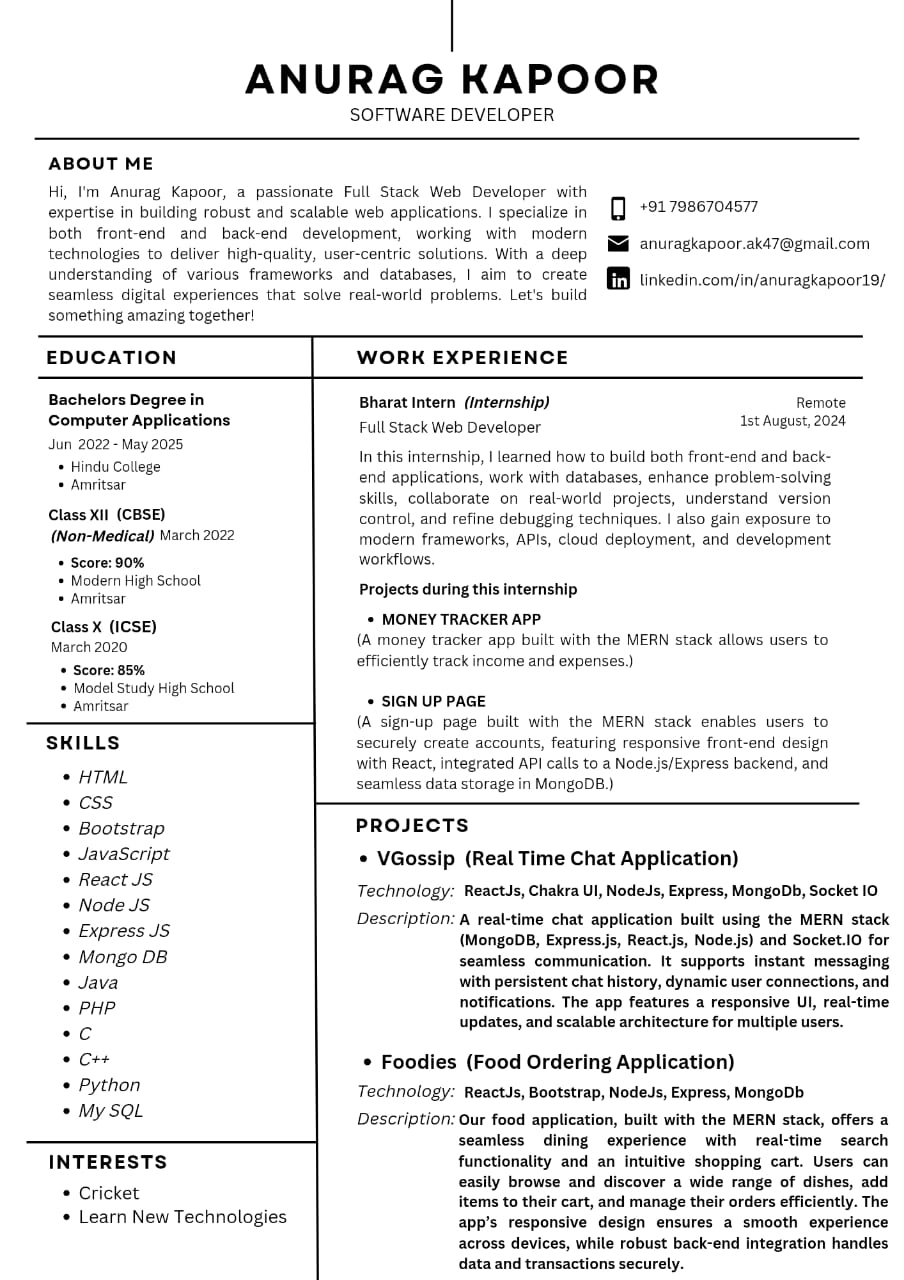 ANURAG KAPOOR
SOFTWARE DEVELOPER
ABOUT ME
Hi, I'm Anurag Kapoor, a passionate Full Stack Web Developer with
expertise in building robust and scalable web applications. I specialize in
both front-end and back-end development, working with modern
technologies to deliver high-quality, user-centric solutions. With a deep
understanding of various frameworks and databases, I aim to create
seamless digital experiences that solve real-world problems. Let's build
something amazing together!
+91 7986704577
anuragkapoor.ak47@gmail.com
linkedin.com/in/anuragkapoor19/
EDUCATION
Bachelors Degree in
Computer Applications
Jun 2022 - May 2025
• Hindu College
• Amritsar
Class XII (CBSE)
(Non-Medical) March 2022
• Score: 90%
• Modern High School
• Amritsar
Class X (ICSE)
March 2020
• Score: 85%
• Model Study High School
• Amritsar
SKILLS
• HTML
• CSS
• Bootstrap
• JavaScript
• React JS
• Node JS
• Express JS
• Mongo DB
• Java
• PHP
• C
• C++
• Python
• My SQL
INTERESTS
• Cricket
• Learn New Technologies
WORK EXPERIENCE
Bharat Intern (Internship)
Remote
Full Stack Web Developer
1st August, 2024
In this internship, I learned how to build both front-end and back-
end applications, work with databases, enhance problem-solving
skills, collaborate on real-world projects, understand version
control, and refine debugging techniques. I also gain exposure to
modern frameworks, APIs, cloud deployment, and development
workflows.
Projects during this internship
• MONEY TRACKER APP
(A money tracker app built with the MERN stack allows users to
efficiently track income and expenses.)
• SIGN UP PAGE
(A sign-up page built with the MERN stack enables users to
securely create accounts, featuring responsive front-end design
with React, integrated API calls to a Node.js/Express backend, and
seamless data storage in MongoDB.)
PROJECTS
• VGossip (Real Time Chat Application)
Technology: ReactJs, Chakra UI, NodeJs, Express, MongoDb, Socket IO
Description: A real-time chat application built using the MERN stack
(MongoDB, Express.js, React.js, Node.js) and Socket.IO for
seamless communication. It supports instant messaging
with persistent chat history, dynamic user connections, and
notifications. The app features a responsive UI, real-time
updates, and scalable architecture for multiple users.
• Foodies (Food Ordering Application)
Technology: ReactJs, Bootstrap, NodeJs, Express, MongoDb
Description: Our food application, built with the MERN stack, offers a
seamless dining experience with real-time search
functionality and an intuitive shopping cart. Users can
easily browse and discover a wide range of dishes, add
items to their cart, and manage their orders efficiently. The
app’s responsive design ensures a smooth experience
across devices, while robust back-end integration handles
data and transactions securely.